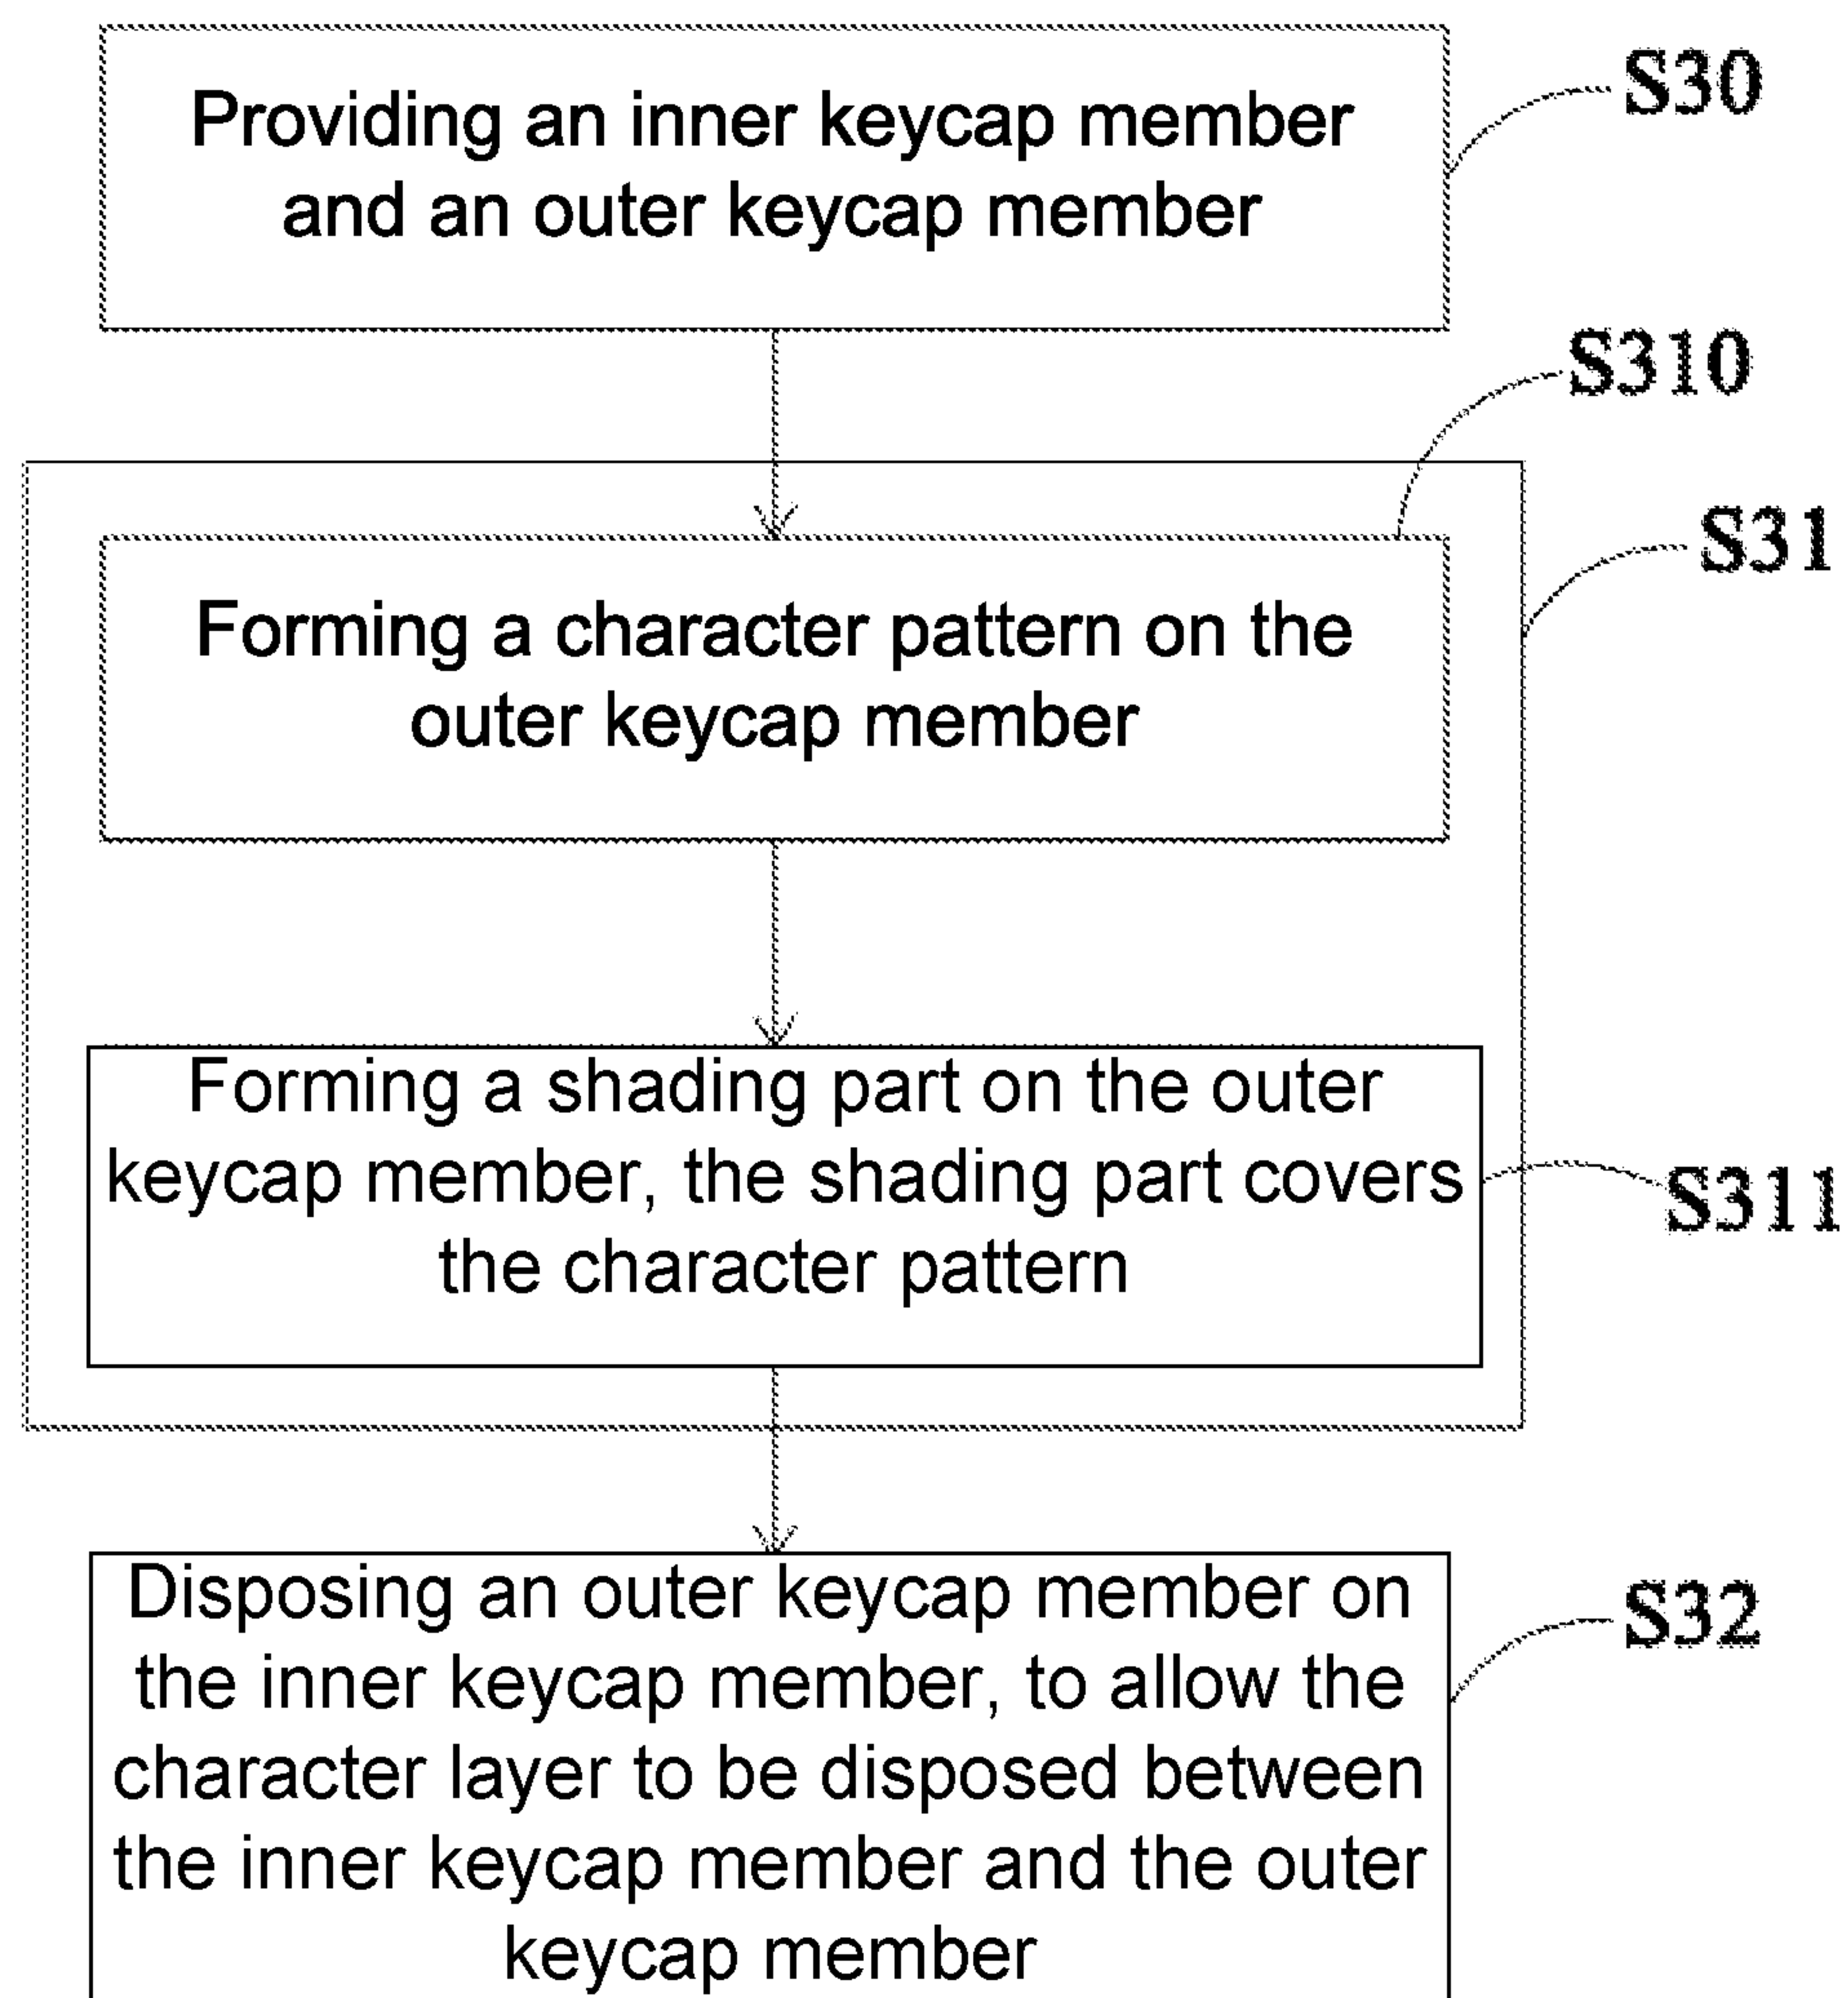 Providing an inner keycap member
and an outer keycap member
S30
S310
S31
Forming a character pattern on the
outer keycap member
Forming a shading part on the outer
keycap member, the shading part covers
the character pattern
S311
Disposing an outer keycap member on
the inner keycap member, to allow the
character layer to be disposed between
the inner keycap member and the outer
keycap member
S32